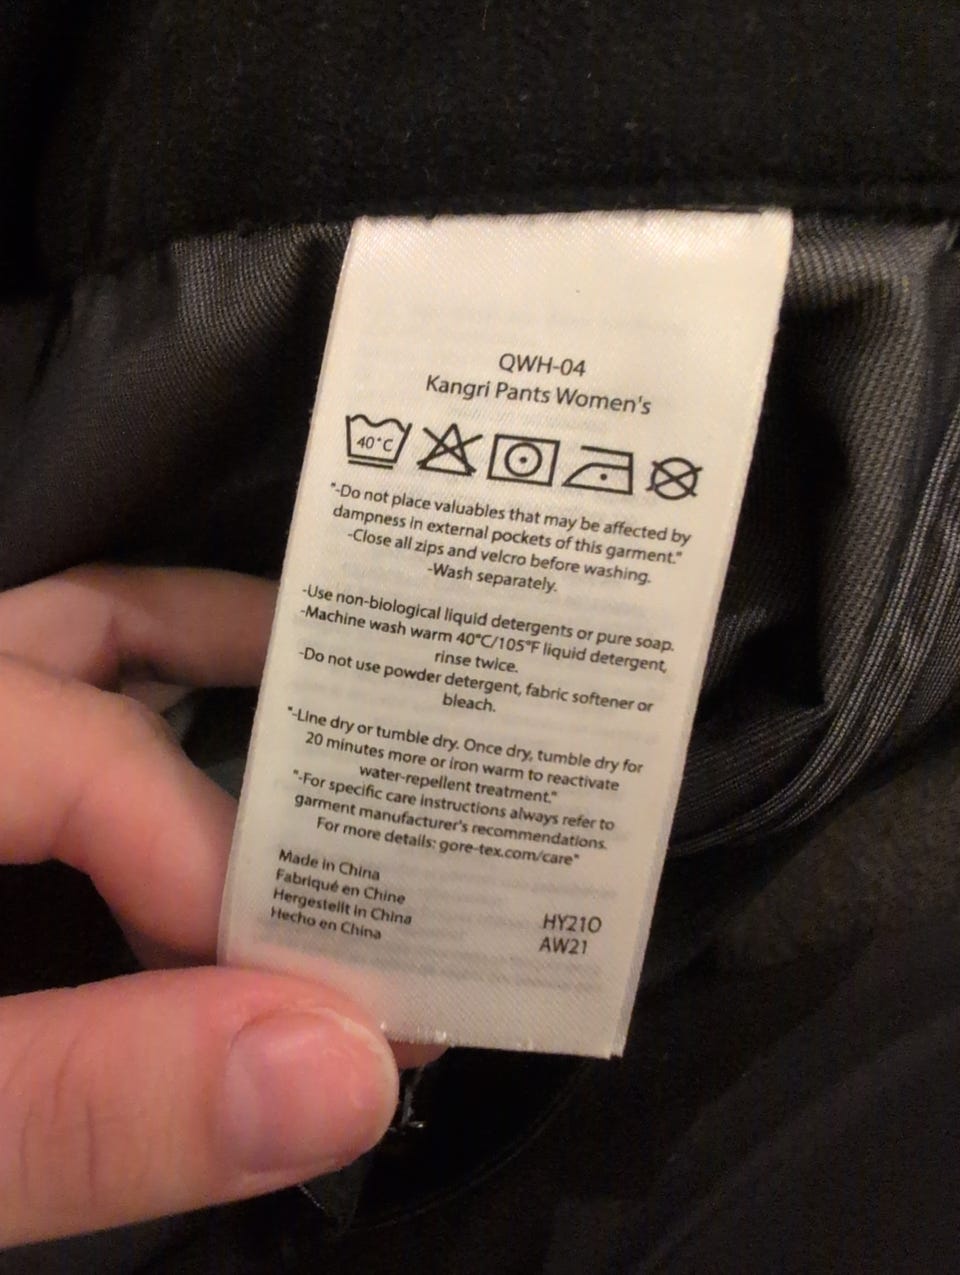 QWH-04
Kangri Pants Women's
40°C
"-Do not place valuables that may be affected by
dampness in external pockets of this garment."
-Close all zips and velcro before washing.
-Wash separately.
-Use non-biological liquid detergents or pure soap.
-Machine wash warm 40°C/105°F liquid detergent,
rinse twice.
-Do not use powder detergent, fabric softener or
bleach.
"-Line dry or tumble dry. Once dry, tumble dry for
20 minutes more or iron warm to reactivate
water-repellent treatment."
"-For specific care instructions always refer to
garment manufacturer's recommendations.
For more details: gore-tex.com/care"
Made in China
Fabriqué en Chine
Hergestellt in China
Hecho en China
HY21O
AW21